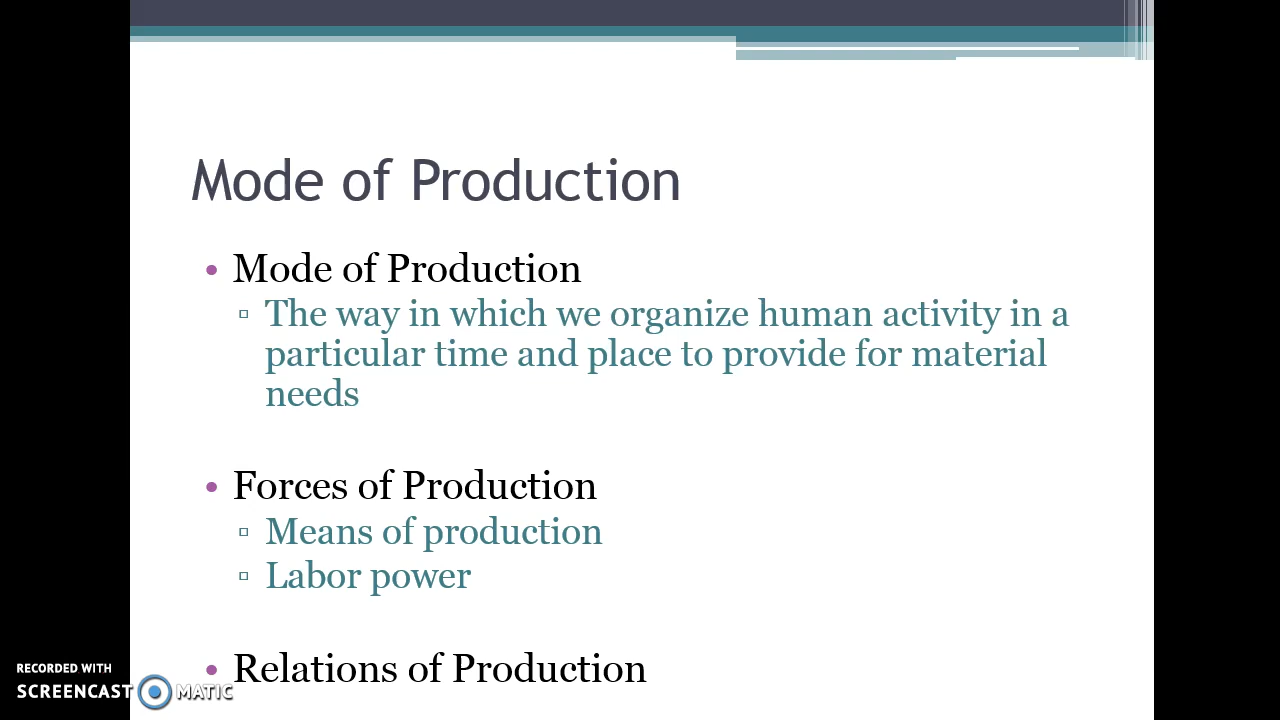 Mode of Production
• Mode of Production
▫ The way in which we organize human activity in a
particular time and place to provide for material
needs
• Forces of Production
▫ Means of production
▫ Labor power
• Relations of Production
RECORDED WITH
SCREENCAST MATIC